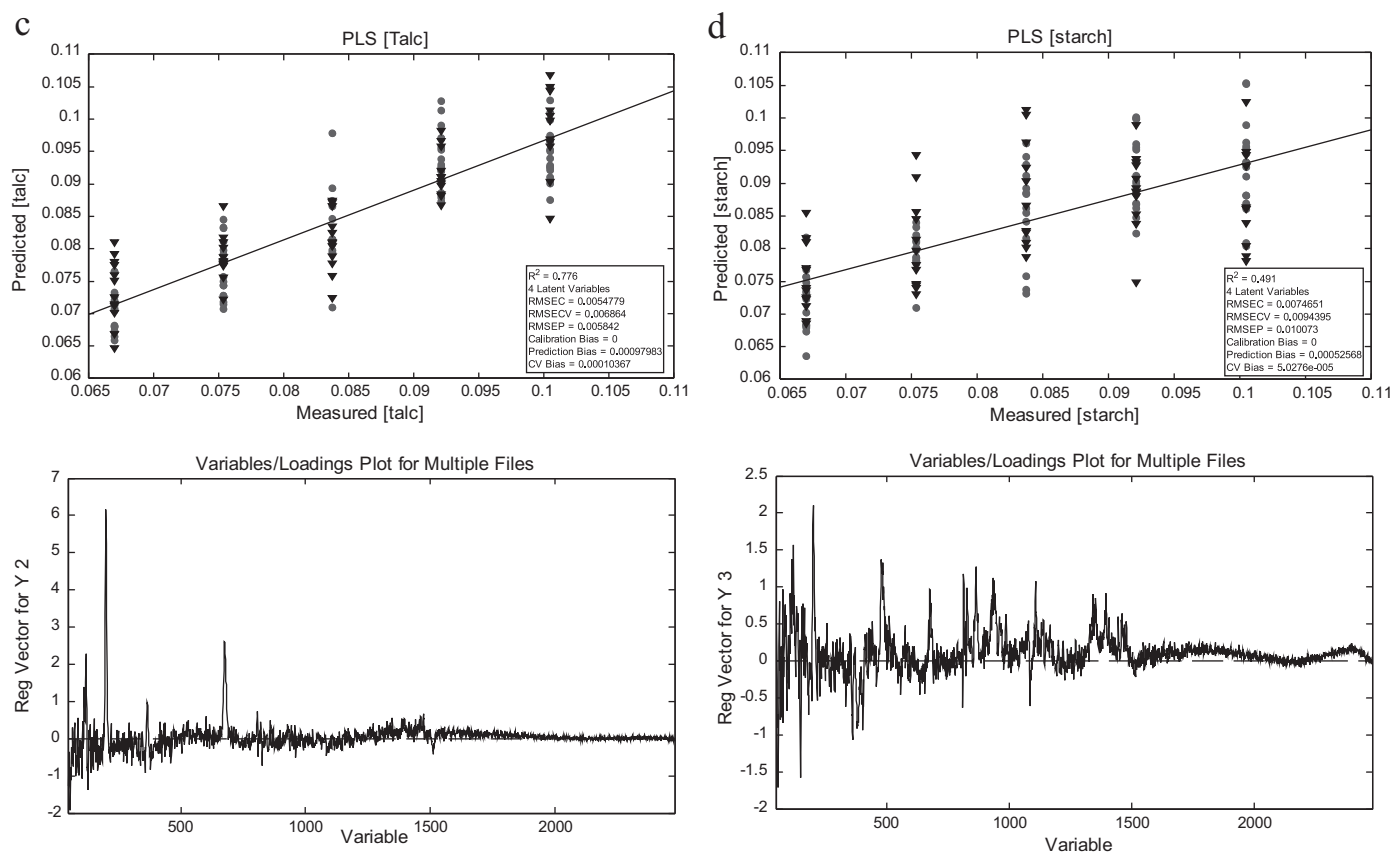 c
PLS [Talc]
0.11
0.105
0.1
0.095
0.09
0.085
0.08
0.075
0.07
0.065
0.06
Predicted [talc]
R² = 0.776
4 Latent Variables
RMSEC = 0.0054779
RMSECV = 0.006864
RMSEP = 0.005842
Calibration Bias = 0
Prediction Bias = 0.00097983
CV Bias = 0.00010367
0.065 0.07 0.075 0.08 0.085 0.09 0.095 0.1 0.105 0.11
Measured [talc]
d
PLS [starch]
0.11
0.105
0.1
0.095
0.09
0.085
0.08
0.075
0.07
0.065
0.06
Predicted [starch]
R² = 0.491
4 Latent Variables
RMSEC = 0.0074651
RMSECV = 0.0094395
RMSEP = 0.010073
Calibration Bias = 0
Prediction Bias = 0.00052568
CV Bias = 5.0276e-005
0.065 0.07 0.075 0.08 0.085 0.09 0.095 0.1 0.105 0.11
Measured [starch]
Variables/Loadings Plot for Multiple Files
7
6
5
4
3
2
1
0
-1
-2
Reg Vector for Y 2
500 1000 1500 2000
Variable
Variables/Loadings Plot for Multiple Files
2.5
2
1.5
1
0.5
0
-0.5
-1
-1.5
-2
Reg Vector for Y 3
500 1000 1500 2000
Variable